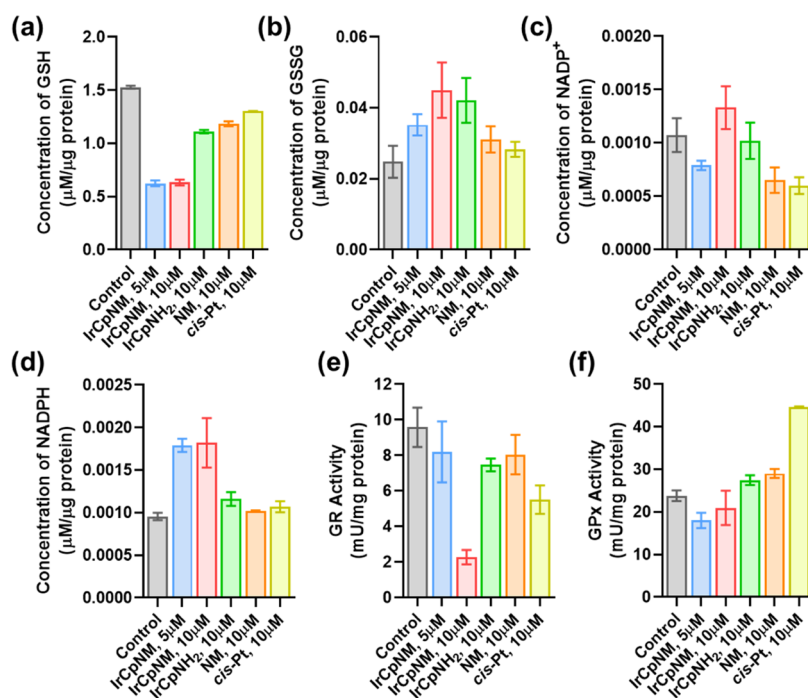 (a)
Concentration of GSH
(μM/μg protein)
2.0
1.5
1.0
0.5
0.0
Control
IrCpNM, 5μM
IrCpNM, 10μM
IrCpNH₂, 10μM
NM, 10μM
cis-Pt, 10μM
(b)
Concentration of GSSG
(μM/μg protein)
0.06
0.04
0.02
0.00
Control
IrCpNM, 5μM
IrCpNM, 10μM
IrCpNH₂, 10μM
NM, 10μM
cis-Pt, 10μM
(c)
Concentration of NADP⁺
(μM/μg protein)
0.0020
0.0015
0.0010
0.0005
0.0000
Control
IrCpNM, 5μM
IrCpNM, 10μM
IrCpNH₂, 10μM
NM, 10μM
cis-Pt, 10μM
(d)
Concentration of NADPH
(μM/μg protein)
0.0025
0.0020
0.0015
0.0010
0.0005
0.0000
Control
IrCpNM, 5μM
IrCpNM, 10μM
IrCpNH₂, 10μM
NM, 10μM
cis-Pt, 10μM
(e)
GR Activity
(mU/mg protein)
12
10
8
6
4
2
0
Control
IrCpNM, 5μM
IrCpNM, 10μM
IrCpNH₂, 10μM
NM, 10μM
cis-Pt, 10μM
(f)
GPx Activity
(mU/mg protein)
50
40
30
20
10
0
Control
IrCpNM, 5μM
IrCpNM, 10μM
IrCpNH₂, 10μM
NM, 10μM
cis-Pt, 10μM